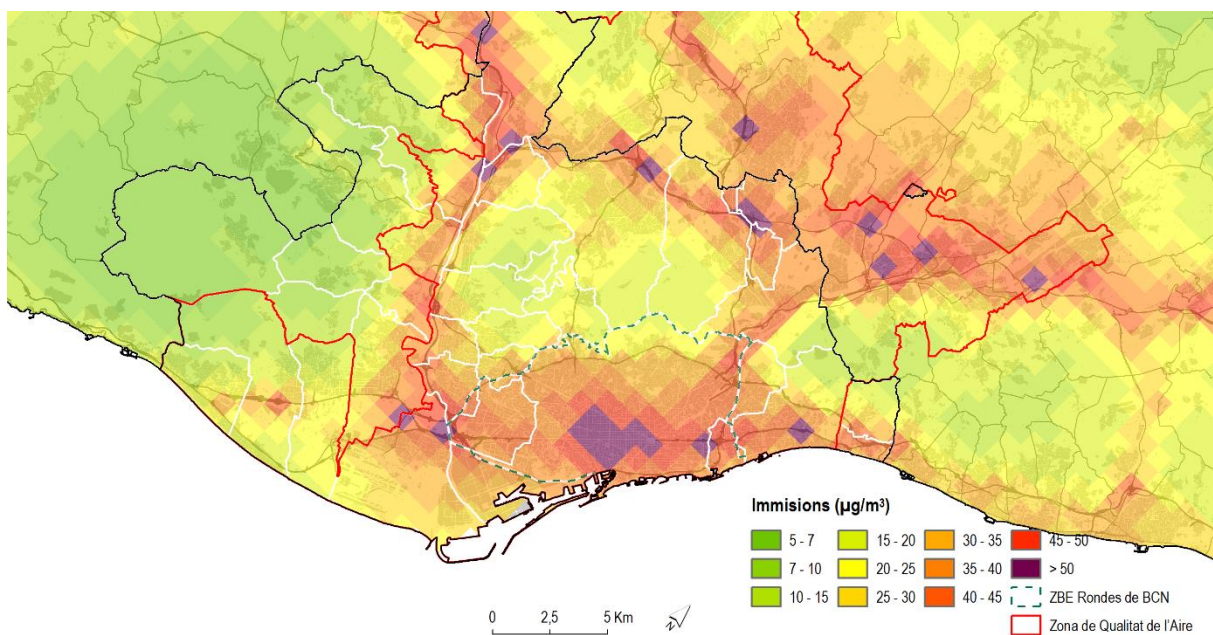 Immisions (µg/m³)
5 - 7
15 - 20
30 - 35
45 - 50
7 - 10
20 - 25
35 - 40
> 50
10 - 15
25 - 30
40 - 45
ZBE Rondes de BCN
Zona de Qualitat de l'Aire
0 2,5 5 Km